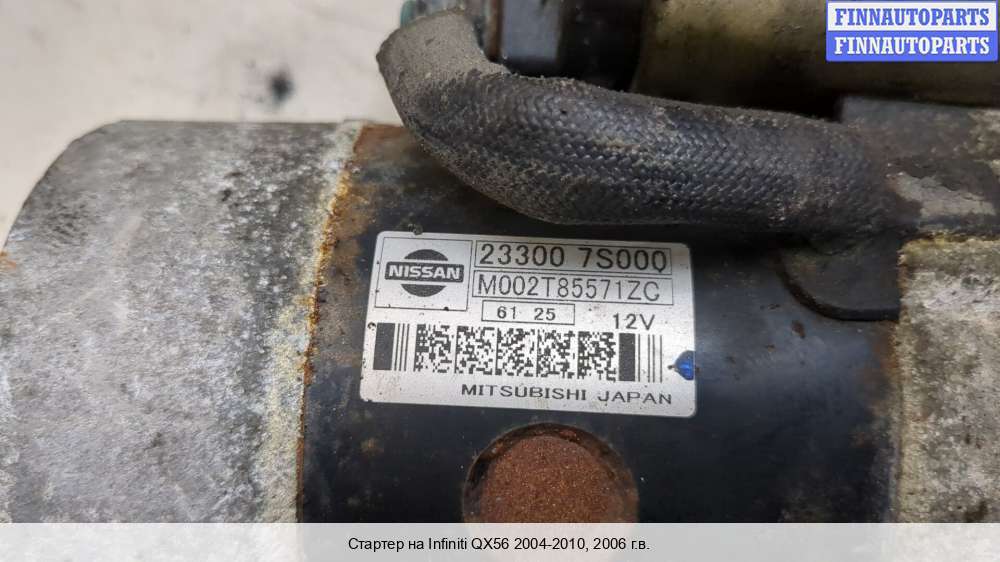 FINNAUTOPARTS
FINNAUTOPARTS
NISSAN
23300 7S000
M002T85571ZC
61 25
12V
MITSUBISHI JAPAN
Стартер на Infiniti QX56 2004-2010, 2006 г.в.